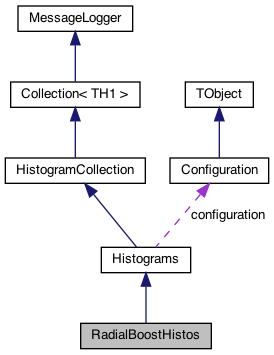 MessageLogger
Collection< TH1 >
TObject
HistogramCollection
Configuration
configuration
Histograms
RadialBoostHistos